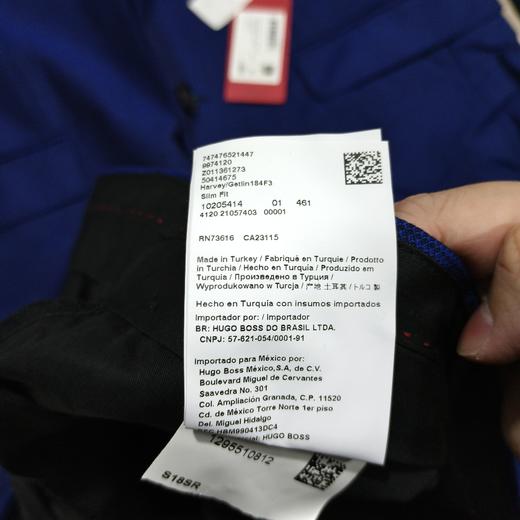 747476521447
9974120
Z011361273
50414675
Harvey/Getlin184F3
Slim Fit
10205414 01 461
4120 21057403 00001
RN73616 CA23115
Made in Turkey / Fabriqué en Turquie / Prodotto
in Turchia / Hecho en Turquía / Produzido em
Turquia / Произведено в Турции /
Wyprodukowano w Turcja / 产地 土耳其 / トルコ 製
Hecho en Turquía con insumos importados
Importador por: / Importador
BR: HUGO BOSS DO BRASIL LTDA.
CNPJ: 57-621-054/0001-91
Importado para México por:
Hugo Boss México,S.A, de C.V.
Boulevard Miguel de Cervantes
Saavedra No. 301
Col. Ampliación Granada, C.P. 11520
Cd. de México Torre Norte 1er piso
Del. Miguel Hidalgo
HBM990413DC4
HUGO BOSS
1295510812
S18SR